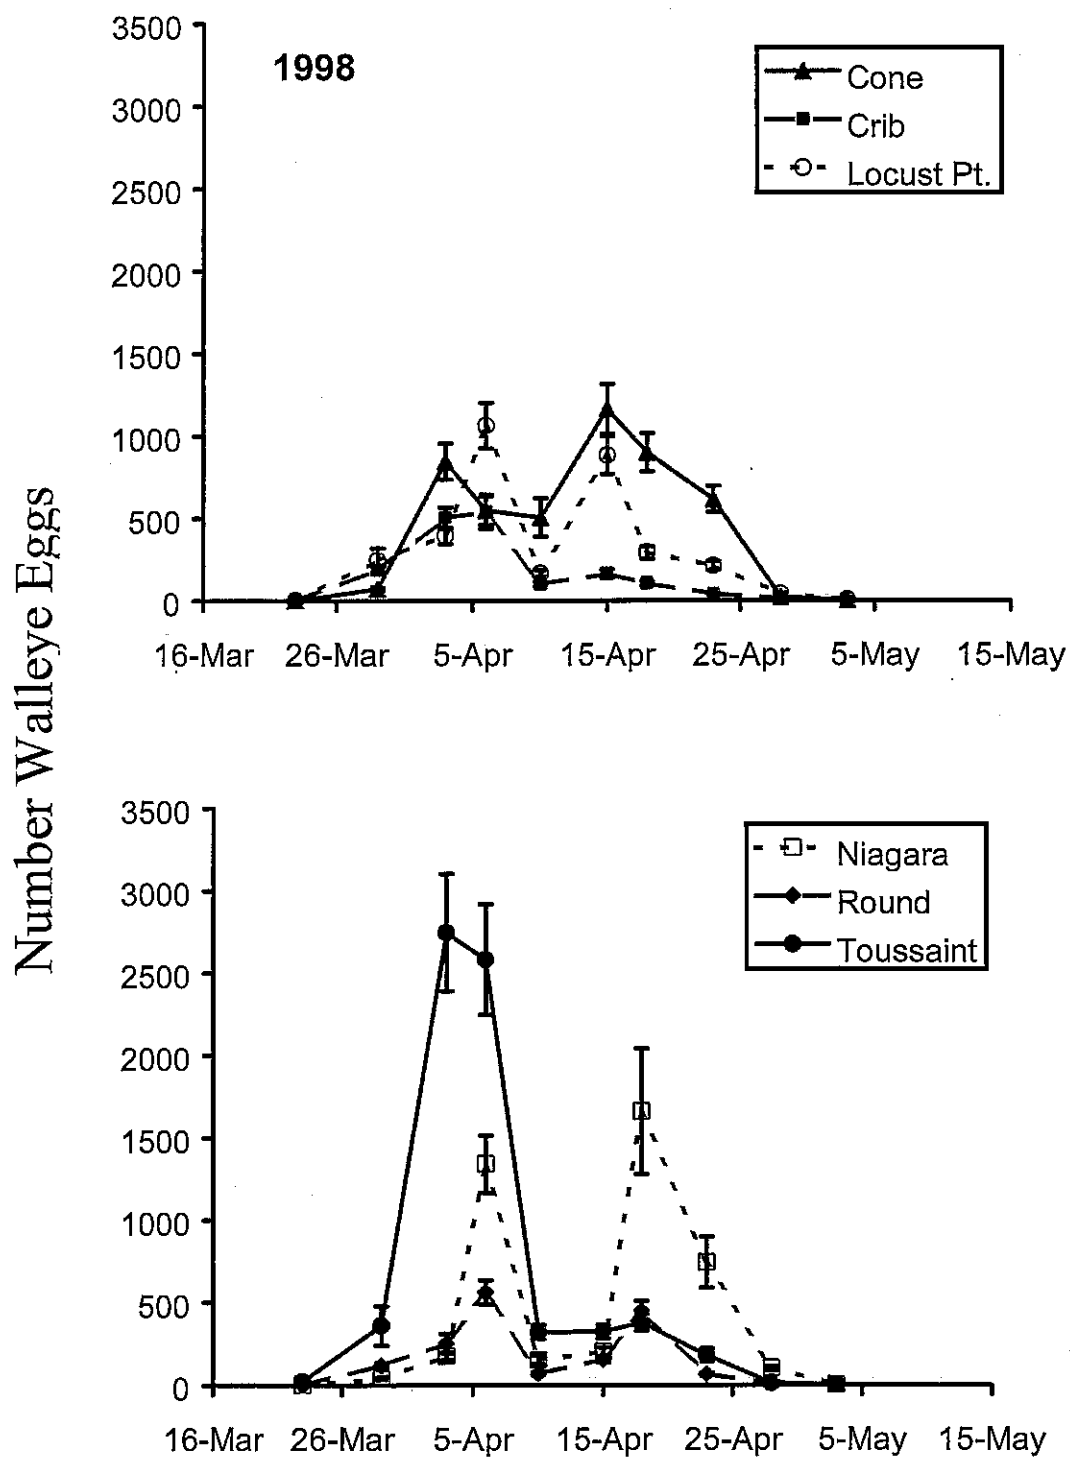 3500
1998
Cone
Crib
Locust Pt.
3000
2500
2000
1500
1000
500
0
16-Mar 26-Mar 5-Apr 15-Apr 25-Apr 5-May 15-May
Number Walleye Eggs
3500
Niagara
Round
Toussaint
3000
2500
2000
1500
1000
500
0
16-Mar 26-Mar 5-Apr 15-Apr 25-Apr 5-May 15-May